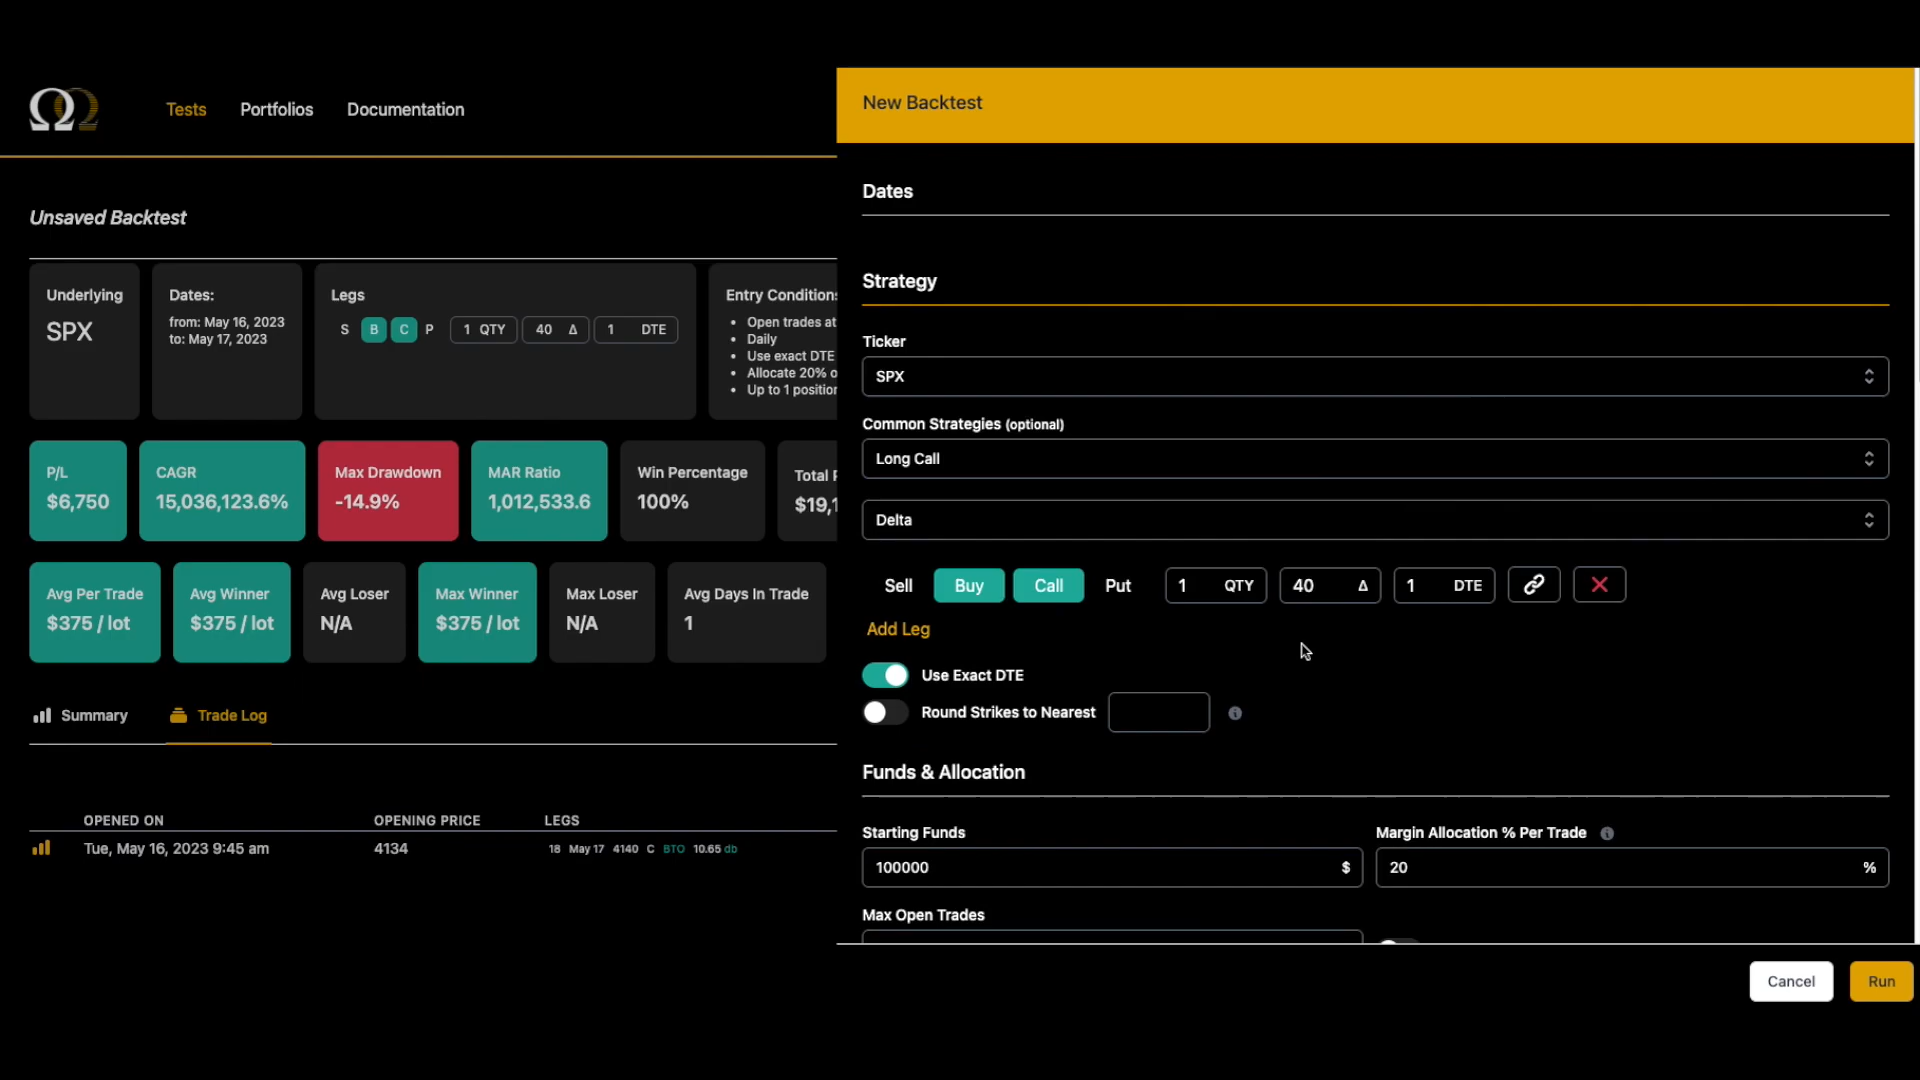 Tests Portfolios Documentation
Unsaved Backtest
Underlying
SPX
Dates:
from: May 16, 2023
to: May 17, 2023
Legs
S B C P 1 QTY 40 Δ 1 DTE
Entry Conditions
• Open trades at
• Daily
• Use exact DTE
• Allocate 20% o
• Up to 1 position
P/L
$6,750
CAGR
15,036,123.6%
Max Drawdown
-14.9%
MAR Ratio
1,012,533.6
Win Percentage
100%
Total
$19,1
Avg Per Trade
$375 / lot
Avg Winner
$375 / lot
Avg Loser
N/A
Max Winner
$375 / lot
Max Loser
N/A
Avg Days In Trade
1
Summary Trade Log
OPENED ON OPENING PRICE LEGS
Tue, May 16, 2023 9:45 am 4134 18 May 17 4140 C BTO 10.65 db
New Backtest
Dates
Strategy
Ticker
SPX
Common Strategies (optional)
Long Call
Delta
Sell Buy Call Put 1 QTY 40 Δ 1 DTE
Add Leg
Use Exact DTE
Round Strikes to Nearest
Funds & Allocation
Starting Funds
100000 $
Margin Allocation % Per Trade
20 %
Max Open Trades
Cancel Run